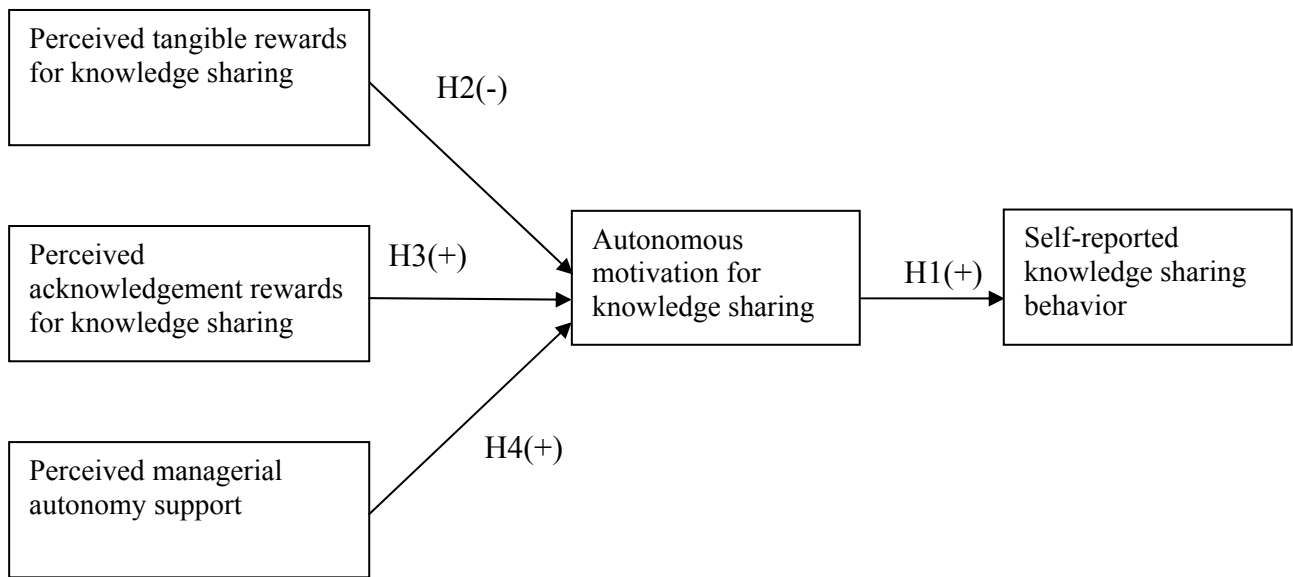 Perceived tangible rewards
for knowledge sharing
H2(-)
Perceived
acknowledgement rewards
for knowledge sharing
H3(+)
Autonomous
motivation for
knowledge sharing
H1(+)
Self-reported
knowledge sharing
behavior
Perceived managerial
autonomy support
H4(+)